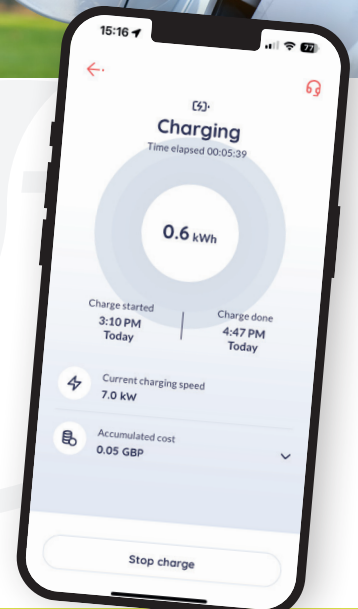 15:16
77
Charging
Time elapsed 00:05:39
0.6 kWh
Charge started
3:10 PM
Today
Charge done
4:47 PM
Today
Current charging speed
7.0 kW
Accumulated cost
0.05 GBP
Stop charge